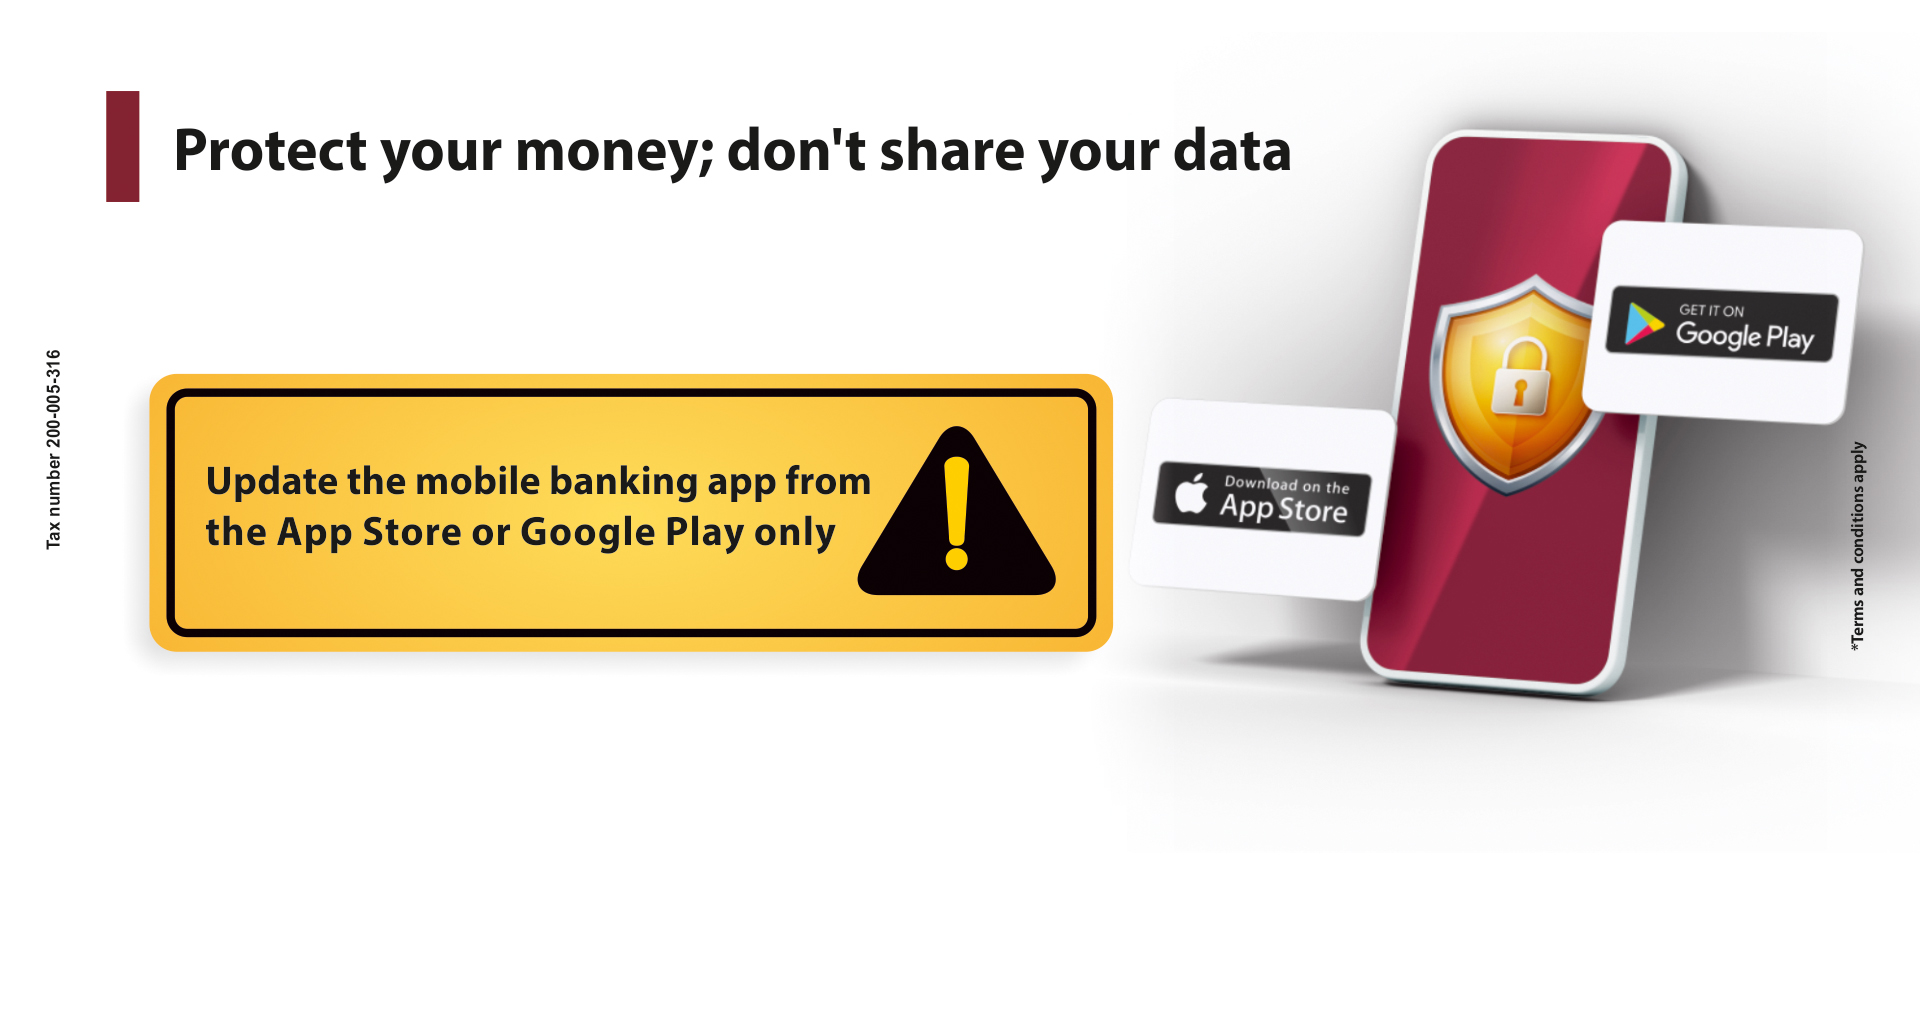 Protect your money; don't share your data
Tax number 200-005-316
Update the mobile banking app from
the App Store or Google Play only
Download on the
App Store
GET IT ON
Google Play
*Terms and conditions apply